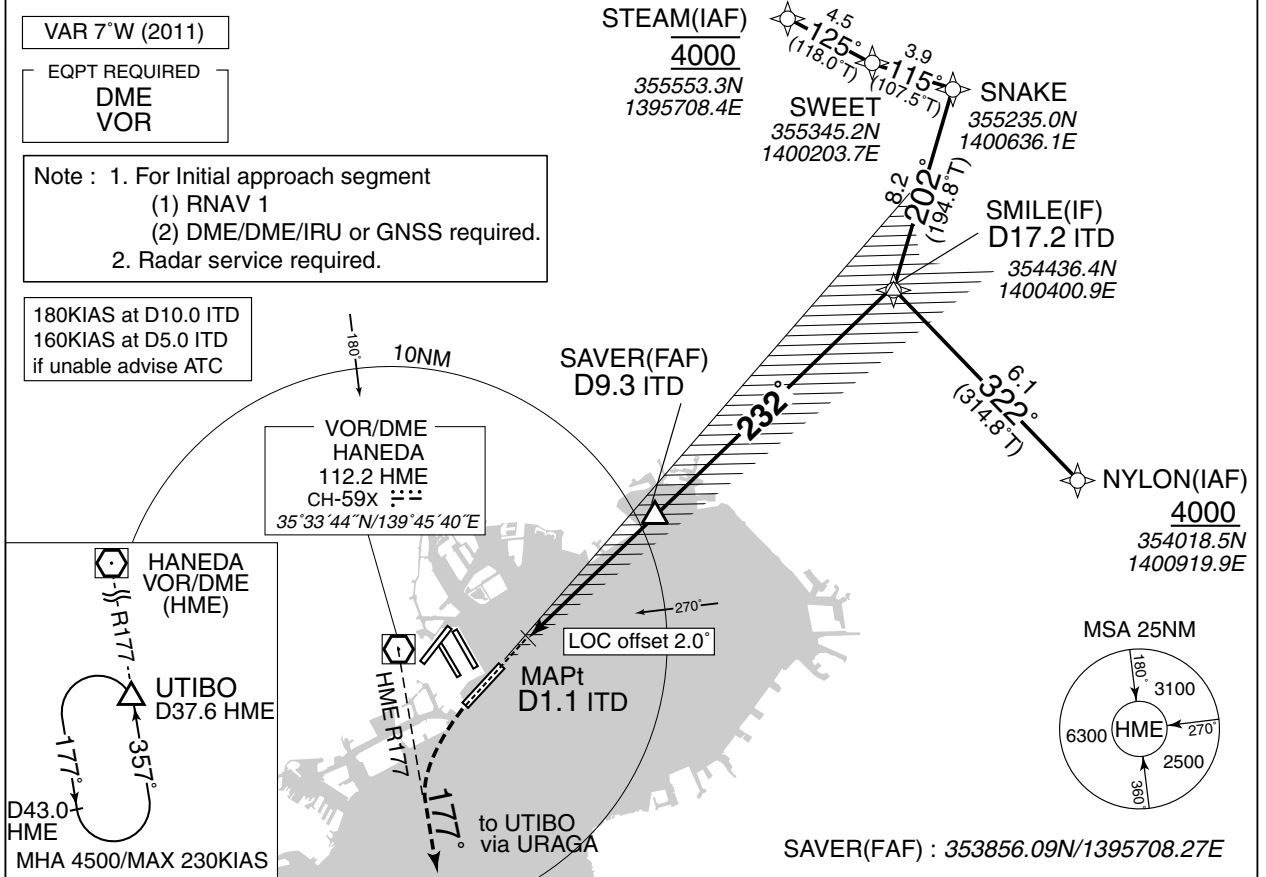 VAR 7°W (2011)
EQPT REQUIRED
DME
VOR
Note : 1. For Initial approach segment
(1) RNAV 1
(2) DME/DME/IRU or GNSS required.
2. Radar service required.
180KIAS at D10.0 ITD
160KIAS at D5.0 ITD
if unable advise ATC
STEAM(IAF)
4000
355553.3N
1395708.4E
4.5
125°
(118.0°T)
3.9
115°
(107.5°T)
SWEET
355345.2N
1400203.7E
SNAKE
355235.0N
1400636.1E
8.2
202°
(194.8°T)
SMILE(IF)
D17.2 ITD
354436.4N
1400400.9E
6.1
322°
(314.8°T)
NYLON(IAF)
4000
354018.5N
1400919.9E
180°
10NM
SAVER(FAF)
D9.3 ITD
232°
VOR/DME
HANEDA
112.2 HME
CH-59X
35°33´44˝N/139°45´40˝E
270°
LOC offset 2.0°
MAPt
D1.1 ITD
HME R177
177°
to UTIBO
via URAGA
HANEDA
VOR/DME
(HME)
R177
UTIBO
D37.6 HME
177°
357°
D43.0
HME
MHA 4500/MAX 230KIAS
MSA 25NM
180°
3100
6300
HME
270°
2500
360°
SAVER(FAF) : 353856.09N/1395708.27E